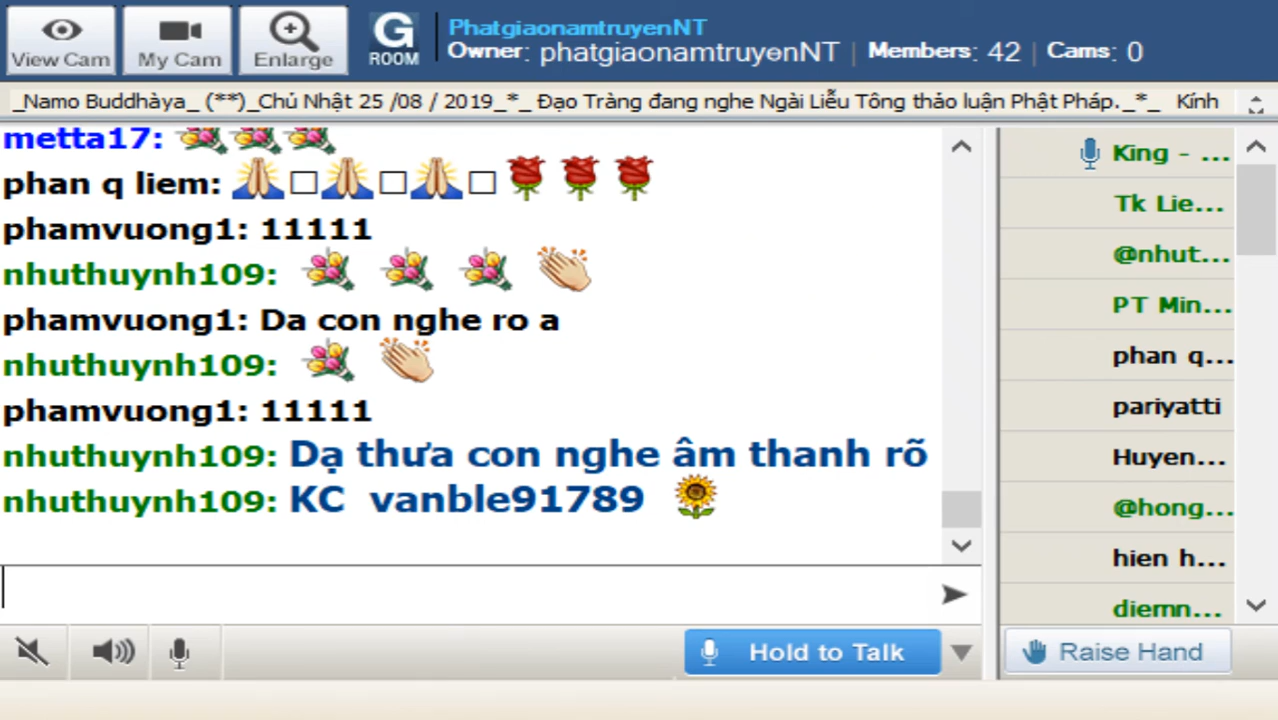 View Cam
My Cam
Enlarge
G
ROOM
PhatgiaonamtruyenNT
Owner: phatgiaonamtruyenNT | Members: 42 | Cams: 0
_Namo Buddhàya_ (**)_Chủ Nhật 25 /08 / 2019_*_ Đạo Tràng đang nghe Ngài Liễu Tông thảo luận Phật Pháp._*_ Kính
metta17: 💐💐💐
phan q liem: 🙏□🙏□🙏□🌹🌹🌹
phamvuong1: 11111
nhuthuynh109: 💐 💐 💐 👏
phamvuong1: Da con nghe ro a
nhuthuynh109: 💐 👏
phamvuong1: 11111
nhuthuynh109: Dạ thưa con nghe âm thanh rõ
nhuthuynh109: KC vanble91789 🌻
Hold to Talk
King - ...
Tk Lie...
@nhut...
PT Min...
phan q...
pariyatti
Huyen...
@hong...
hien h...
diemn...
Raise Hand